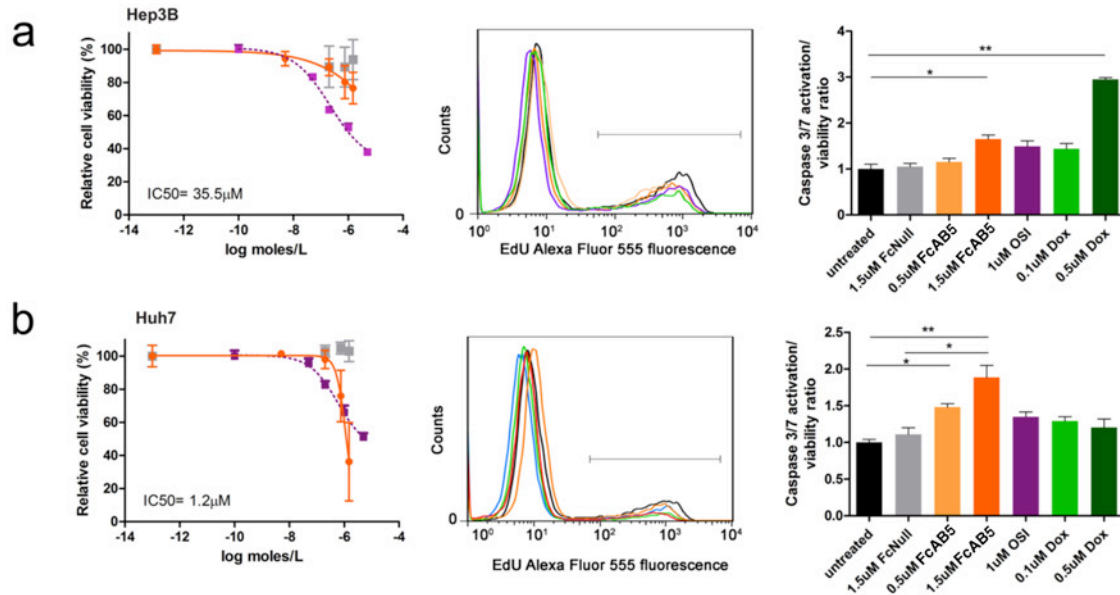 a
Hep3B
Relative cell viability (%)
120
100
80
60
40
20
0
-14
-12
-10
-8
-6
-4
IC50= 35.5μM
log moles/L
Counts
0
10⁰
10¹
10²
10³
10⁴
EdU Alexa Fluor 555 fluorescence
Caspase 3/7 activation/
viability ratio
4
3
2
1
0
*
**
untreated
1.5uM FcNull
0.5uM FcAB5
1.5uM FcAB5
1uM OSI
0.1uM Dox
0.5uM Dox
b
Huh7
Relative cell viability (%)
120
100
80
60
40
20
0
-14
-12
-10
-8
-6
-4
IC50= 1.2μM
log moles/L
Counts
0
10⁰
10¹
10²
10³
10⁴
EdU Alexa Fluor 555 fluorescence
Caspase 3/7 activation/
viability ratio
2.5
2.0
1.5
1.0
0.5
0.0
**
*
*
untreated
1.5uM FcNull
0.5uM FcAB5
1.5uM FcAB5
1uM OSI
0.1uM Dox
0.5uM Dox